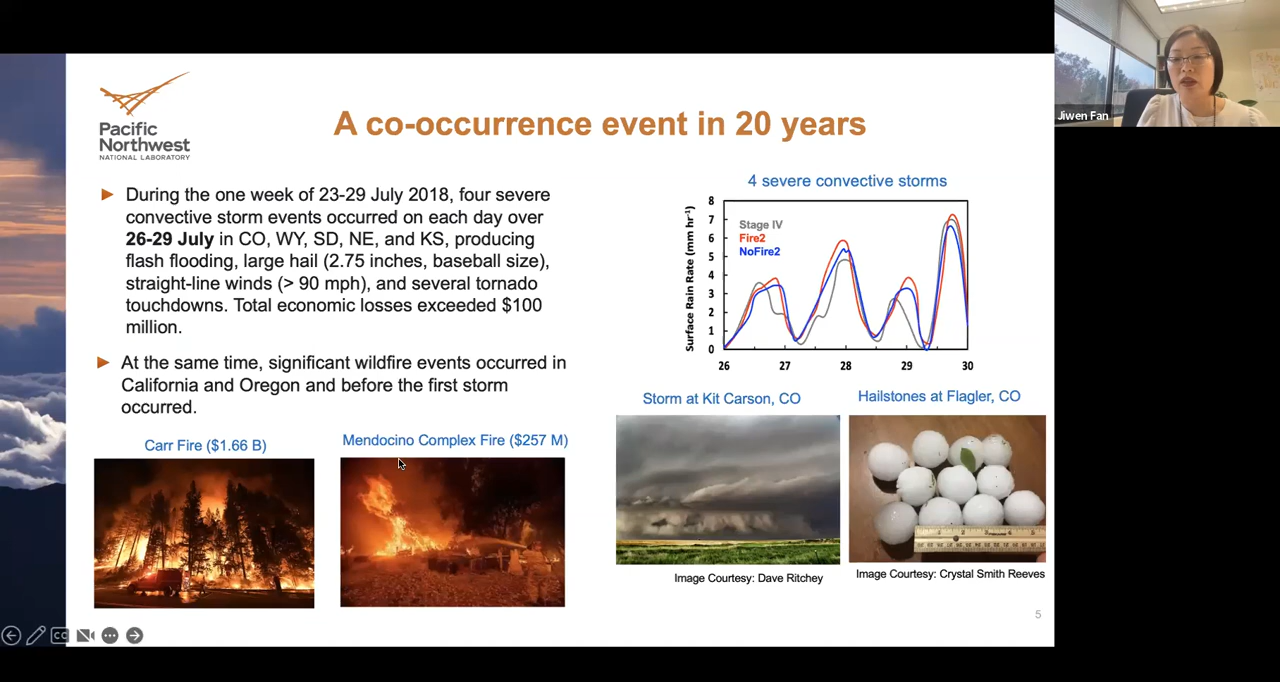 Jiwen Fan
Pacific
Northwest
NATIONAL LABORATORY
A co-occurrence event in 20 years
► During the one week of 23-29 July 2018, four severe
convective storm events occurred on each day over
26-29 July in CO, WY, SD, NE, and KS, producing
flash flooding, large hail (2.75 inches, baseball size),
straight-line winds (> 90 mph), and several tornado
touchdowns. Total economic losses exceeded $100
million.
► At the same time, significant wildfire events occurred in
California and Oregon and before the first storm
occurred.
Carr Fire ($1.66 B)
Mendocino Complex Fire ($257 M)
4 severe convective storms
Surface Rain Rate (mm hr⁻¹)
8
7
6
5
4
3
2
1
0
Stage IV
Fire2
NoFire2
26 27 28 29 30
Storm at Kit Carson, CO
Hailstones at Flagler, CO
Image Courtesy: Dave Ritchey
Image Courtesy: Crystal Smith Reeves
5
CC